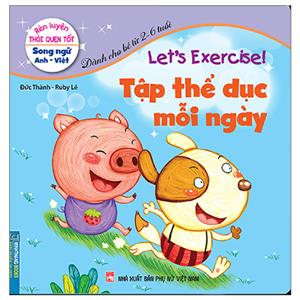 Rèn luyện
THÓI QUEN TỐT
Song ngữ
Anh - Việt
Dành cho bé từ 2-6 tuổi
Let's Exercise!
Đức Thành - Ruby Lê
Tập thể dục
mỗi ngày
NHÀ XUẤT BẢN PHỤ NỮ VIỆT NAM